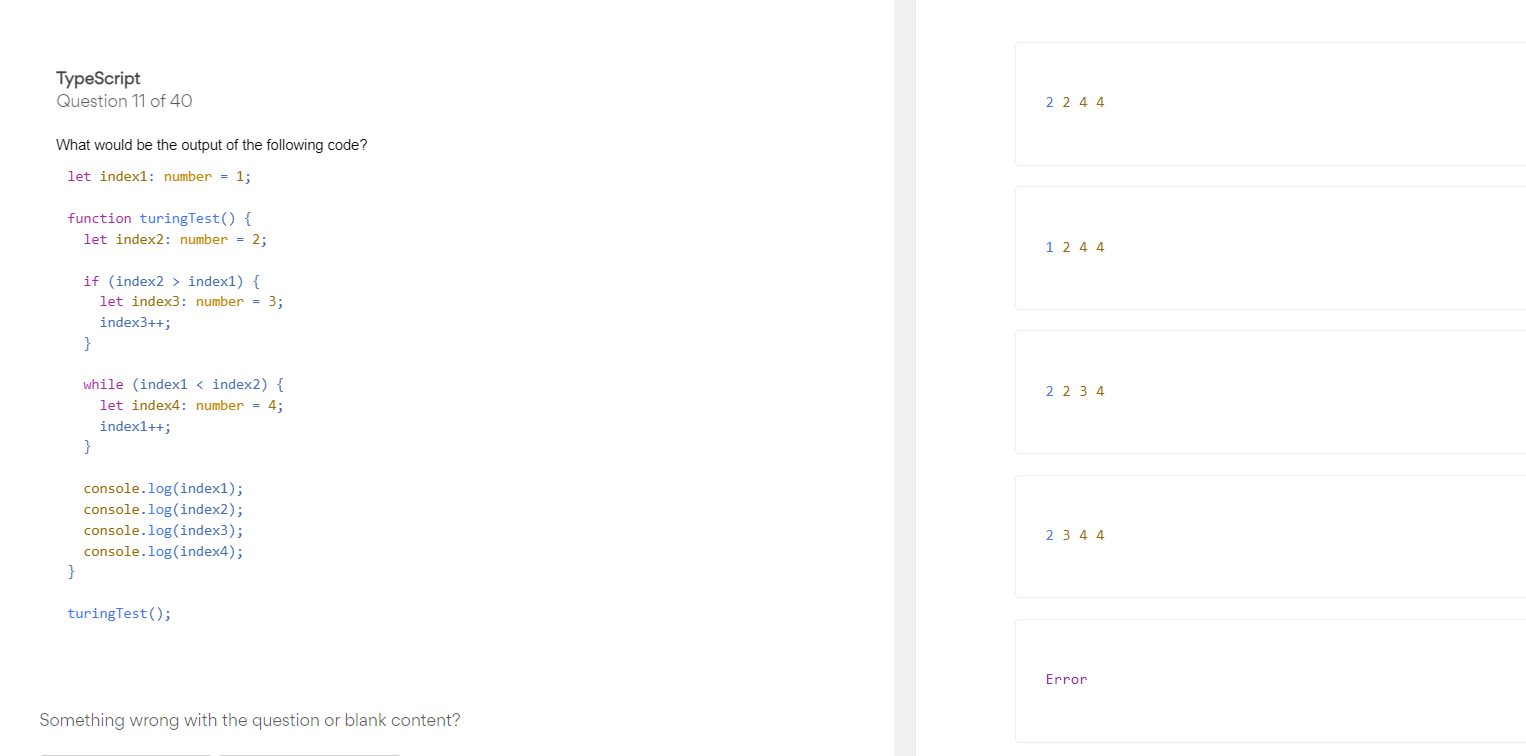 TypeScript
Question 11 of 40
What would be the output of the following code?
let index1: number = 1;
function turingTest() {
let index2: number = 2;
if (index2 > index1) {
let index3: number = 3;
index3++;
}
while (index1 < index2) {
let index4: number = 4;
index1++;
}
console.log(index1);
console.log(index2);
console.log(index3);
console.log(index4);
}
turingTest();
Something wrong with the question or blank content?
2 2 4 4
1 2 4 4
2 2 3 4
2 3 4 4
Error